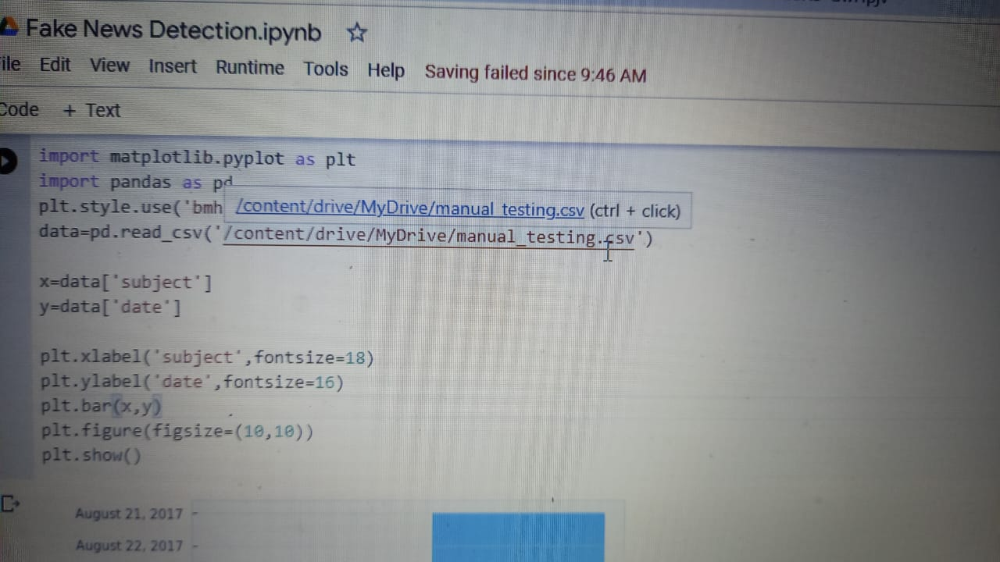 Fake News Detection.ipynb
ile Edit View Insert Runtime Tools Help Saving failed since 9:46 AM
Code + Text
import matplotlib.pyplot as plt
import pandas as pd
plt.style.use('bmh /content/drive/MyDrive/manual_testing.csv (ctrl + click)
data=pd.read_csv('/content/drive/MyDrive/manual_testing.csv')
x=data['subject']
y=data['date']
plt.xlabel('subject',fontsize=18)
plt.ylabel('date',fontsize=16)
plt.bar(x,y)
plt.figure(figsize=(10,10))
plt.show()
August 21, 2017
August 22, 2017